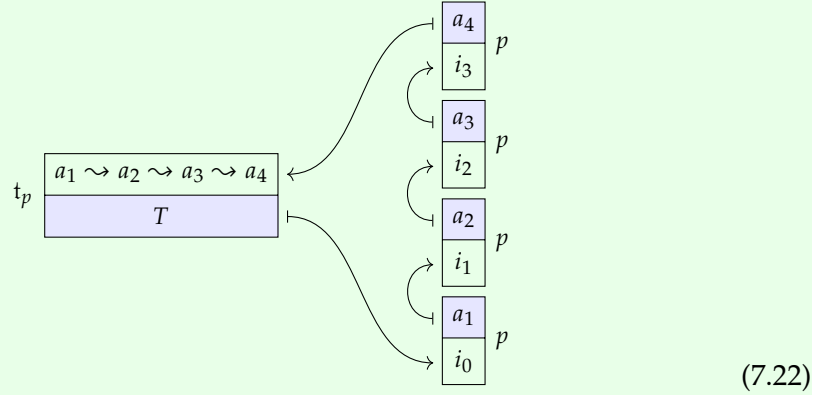 a₄
p
i₃
a₃
p
i₂
a₁ ⇝ a₂ ⇝ a₃ ⇝ a₄
tₚ
T
a₂
p
i₁
a₁
p
i₀
(7.22)